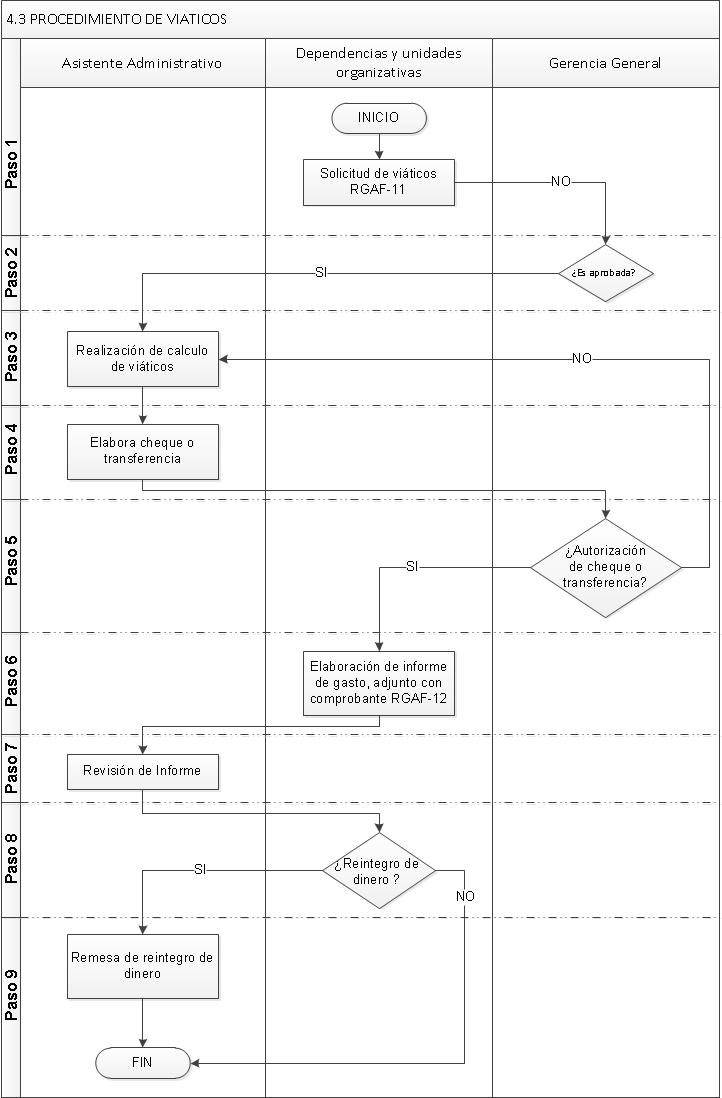 4.3 PROCEDIMIENTO DE VIATICOS
Asistente Administrativo
Dependencias y unidades
organizativas
Gerencia General
Paso 1
INICIO
Solicitud de viáticos
RGAF-11
NO
Paso 2
¿Es aprobada?
SI
Paso 3
Realización de calculo
de viáticos
NO
Paso 4
Elabora cheque o
transferencia
Paso 5
¿Autorización
de cheque o
transferencia?
SI
Paso 6
Elaboración de informe
de gasto, adjunto con
comprobante RGAF-12
Paso 7
Revisión de Informe
Paso 8
¿Reintegro de
dinero ?
SI
NO
Paso 9
Remesa de reintegro de
dinero
FIN